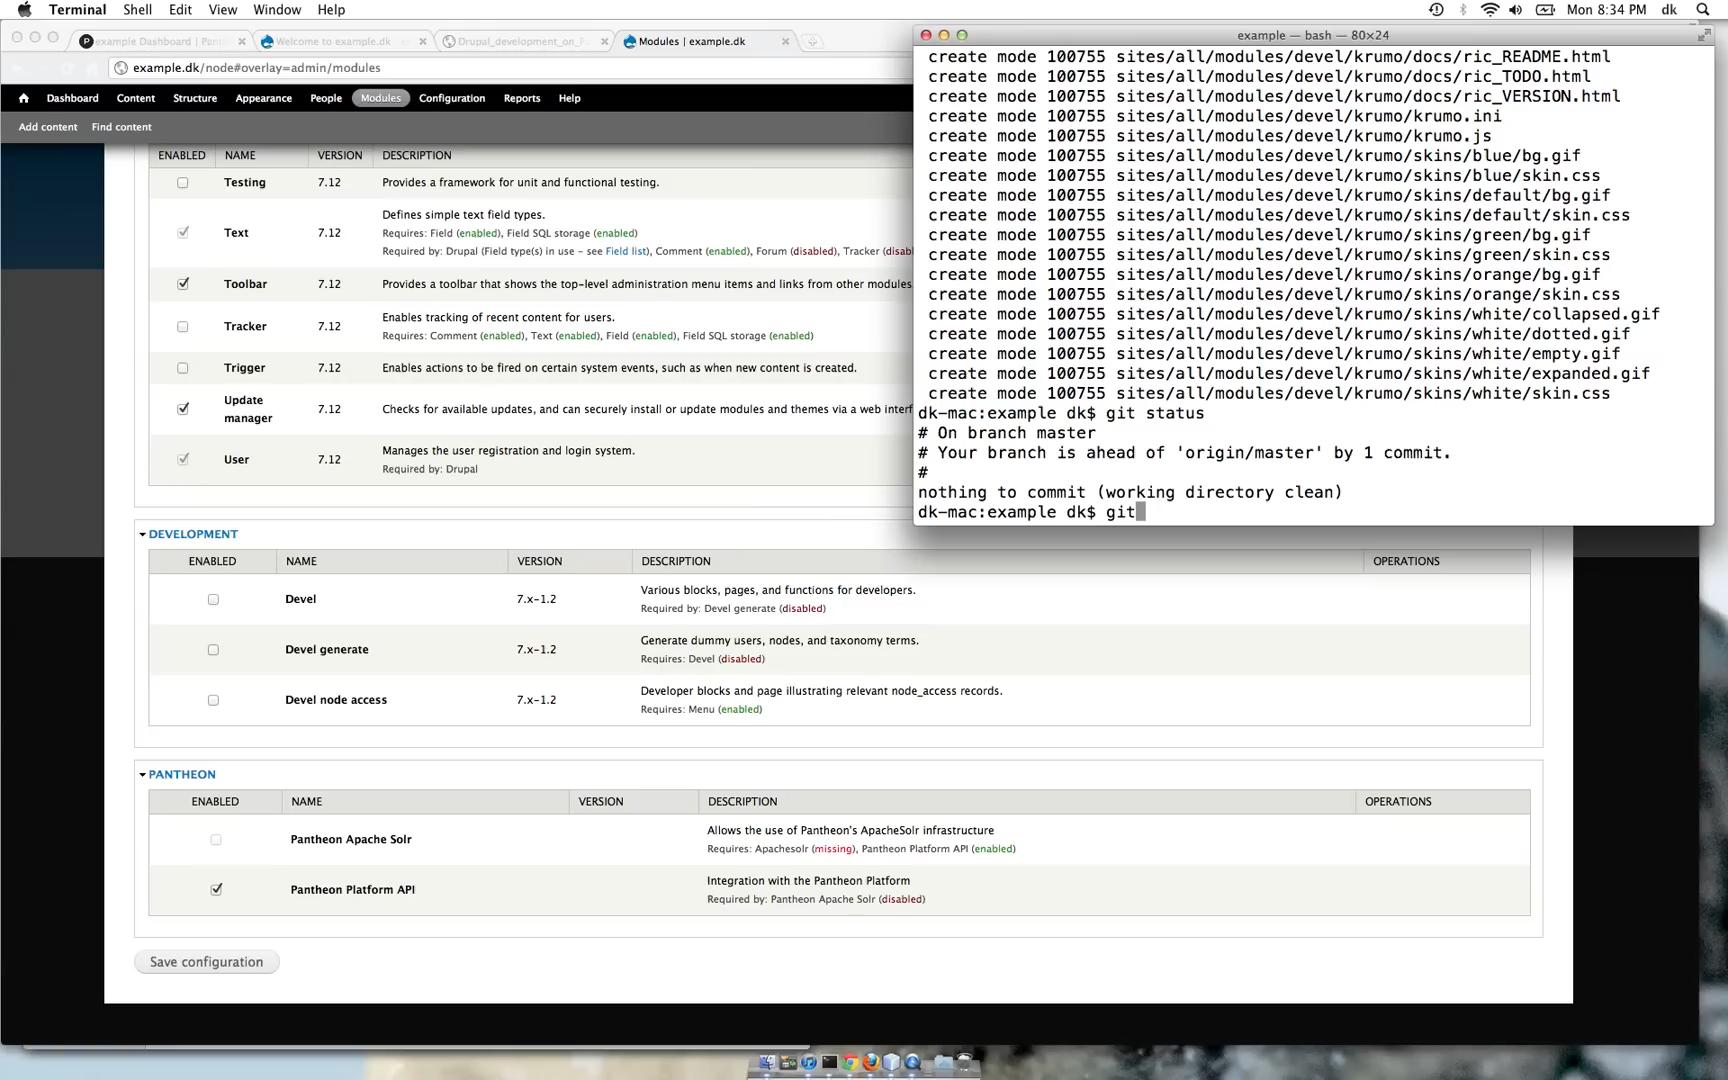 Terminal Shell Edit View Window Help
Mon 8:34 PM dk
example Dashboard | Pant
Welcome to example.dk
Drupal_development_on_P
Modules | example.dk
example.dk/node#overlay=admin/modules
Dashboard Content Structure Appearance People Modules Configuration Reports Help
Add content Find content
ENABLED NAME VERSION DESCRIPTION
Testing 7.12 Provides a framework for unit and functional testing.
Text 7.12 Defines simple text field types.
Requires: Field (enabled), Field SQL storage (enabled)
Required by: Drupal (Field type(s) in use - see Field list), Comment (enabled), Forum (disabled), Tracker (disab
Toolbar 7.12 Provides a toolbar that shows the top-level administration menu items and links from other modules
Tracker 7.12 Enables tracking of recent content for users.
Requires: Comment (enabled), Text (enabled), Field (enabled), Field SQL storage (enabled)
Trigger 7.12 Enables actions to be fired on certain system events, such as when new content is created.
Update
manager 7.12 Checks for available updates, and can securely install or update modules and themes via a web interf
User 7.12 Manages the user registration and login system.
Required by: Drupal
DEVELOPMENT
ENABLED NAME VERSION DESCRIPTION OPERATIONS
Devel 7.x-1.2 Various blocks, pages, and functions for developers.
Required by: Devel generate (disabled)
Devel generate 7.x-1.2 Generate dummy users, nodes, and taxonomy terms.
Requires: Devel (disabled)
Devel node access 7.x-1.2 Developer blocks and page illustrating relevant node_access records.
Requires: Menu (enabled)
PANTHEON
ENABLED NAME VERSION DESCRIPTION OPERATIONS
Pantheon Apache Solr Allows the use of Pantheon's ApacheSolr infrastructure
Requires: Apachesolr (missing), Pantheon Platform API (enabled)
Pantheon Platform API Integration with the Pantheon Platform
Required by: Pantheon Apache Solr (disabled)
Save configuration
example — bash — 80×24
create mode 100755 sites/all/modules/devel/krumo/docs/ric_README.html
create mode 100755 sites/all/modules/devel/krumo/docs/ric_TODO.html
create mode 100755 sites/all/modules/devel/krumo/docs/ric_VERSION.html
create mode 100755 sites/all/modules/devel/krumo/krumo.ini
create mode 100755 sites/all/modules/devel/krumo/krumo.js
create mode 100755 sites/all/modules/devel/krumo/skins/blue/bg.gif
create mode 100755 sites/all/modules/devel/krumo/skins/blue/skin.css
create mode 100755 sites/all/modules/devel/krumo/skins/default/bg.gif
create mode 100755 sites/all/modules/devel/krumo/skins/default/skin.css
create mode 100755 sites/all/modules/devel/krumo/skins/green/bg.gif
create mode 100755 sites/all/modules/devel/krumo/skins/green/skin.css
create mode 100755 sites/all/modules/devel/krumo/skins/orange/bg.gif
create mode 100755 sites/all/modules/devel/krumo/skins/orange/skin.css
create mode 100755 sites/all/modules/devel/krumo/skins/white/collapsed.gif
create mode 100755 sites/all/modules/devel/krumo/skins/white/dotted.gif
create mode 100755 sites/all/modules/devel/krumo/skins/white/empty.gif
create mode 100755 sites/all/modules/devel/krumo/skins/white/expanded.gif
create mode 100755 sites/all/modules/devel/krumo/skins/white/skin.css
dk-mac:example dk$ git status
# On branch master
# Your branch is ahead of 'origin/master' by 1 commit.
#
nothing to commit (working directory clean)
dk-mac:example dk$ git